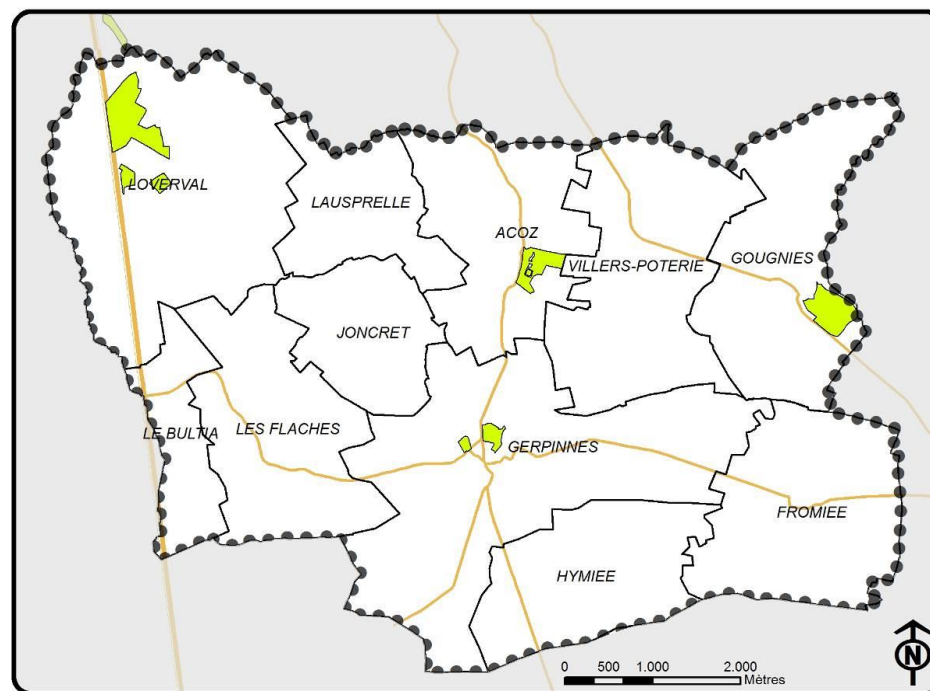 LOVERVAL
LAUSPRELLE
ACOZ
VILLERS-POTERIE
GOUGNIES
JONCRET
LE BULTIA
LES FLACHES
GERPINNES
FROMIEE
HYMIEE
N
0 500 1.000 2.000
Mètres